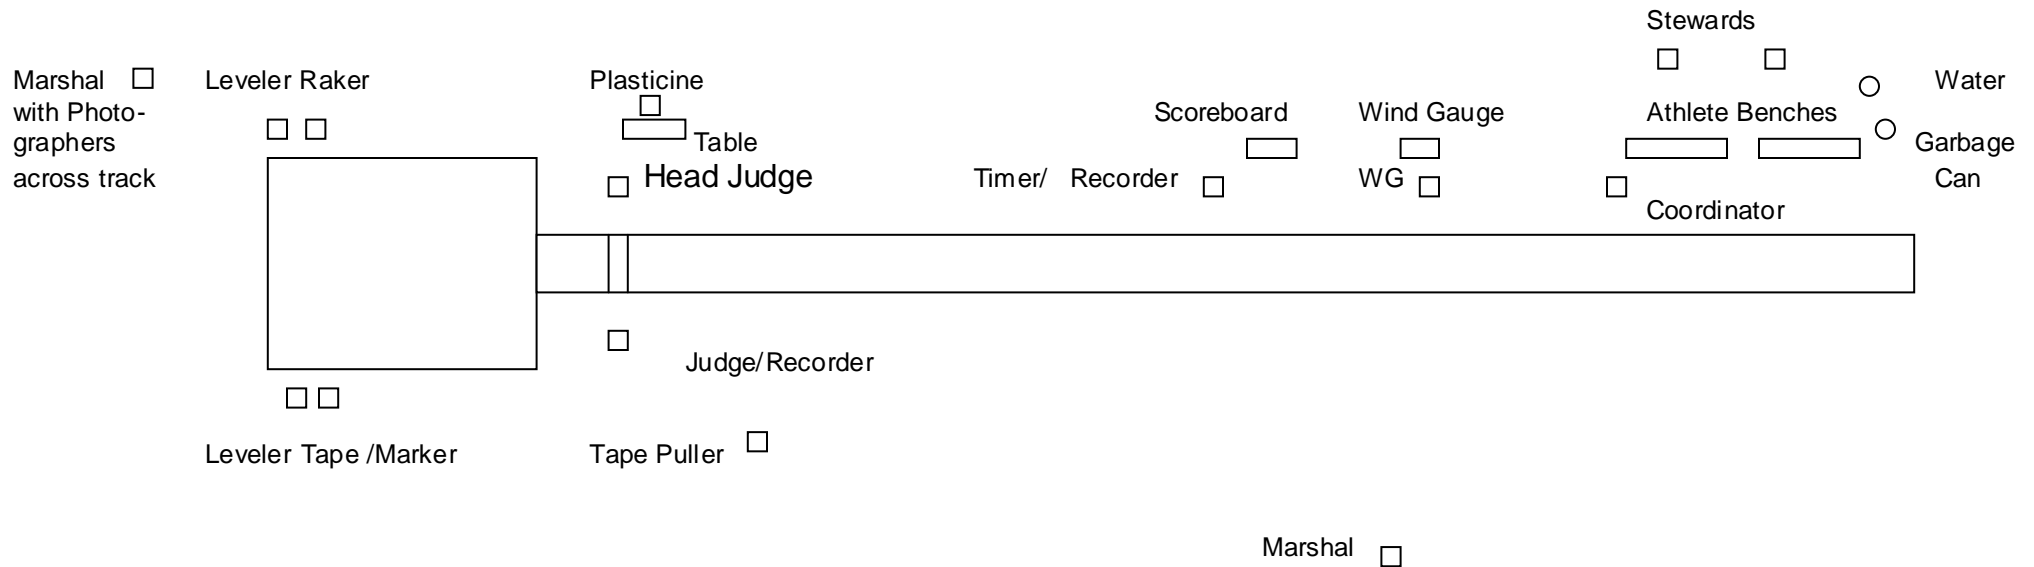 Stewards
Marshal
with Photo-
graphers
across track
Leveler Raker
Plasticine
Table
Head Judge
Scoreboard
Timer/ Recorder
Wind Gauge
WG
Athlete Benches
Coordinator
Water
Garbage
Can
Judge/Recorder
Leveler Tape /Marker
Tape Puller
Marshal